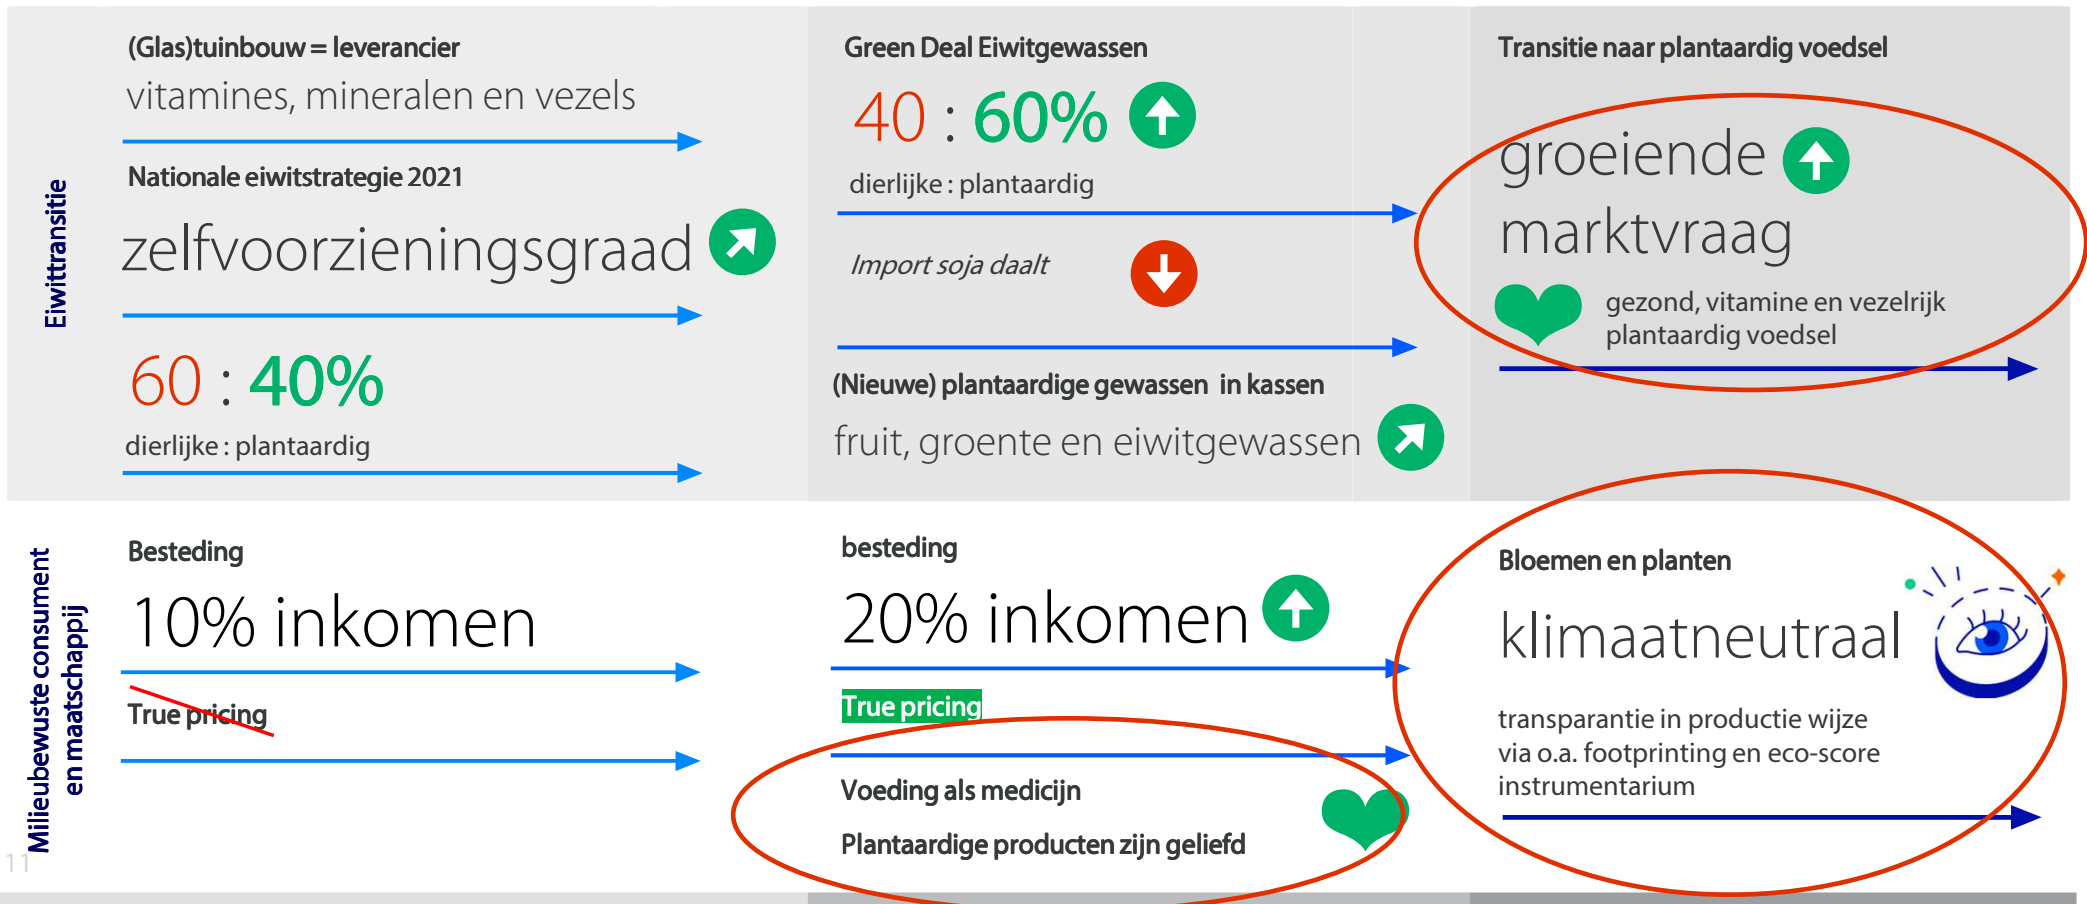 Eiwittransitie
(Glas)tuinbouw = leverancier
vitamines, mineralen en vezels
Nationale eiwitstrategie 2021
zelfvoorzieningsgraad
60 : 40%
dierlijke : plantaardig
Green Deal Eiwitgewassen
40 : 60%
dierlijke : plantaardig
Import soja daalt
(Nieuwe) plantaardige gewassen in kassen
fruit, groente en eiwitgewassen
Transitie naar plantaardig voedsel
groeiende
marktvraag
gezond, vitamine en vezelrijk
plantaardig voedsel
Milieubewuste consument
en maatschappij
Besteding
10% inkomen
True pricing
besteding
20% inkomen
True pricing
Voeding als medicijn
Plantaardige producten zijn geliefd
Bloemen en planten
klimaatneutraal
transparantie in productie wijze
via o.a. footprinting en eco-score
instrumentarium
11